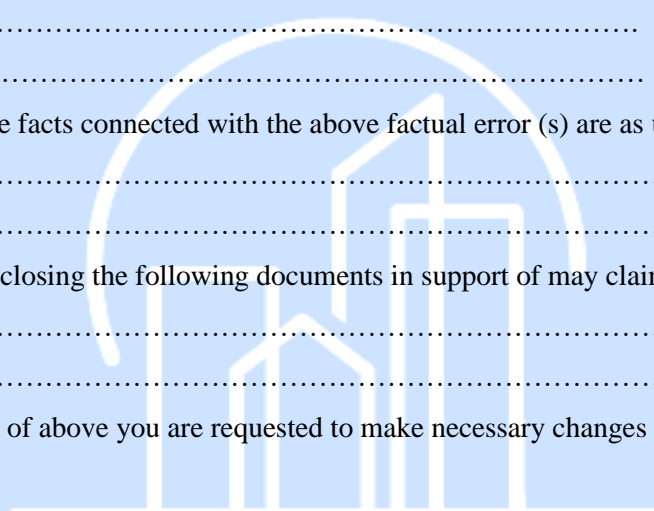 ……………………………………………………………….
………………………………………………………………
e facts connected with the above factual error (s) are as
…………………………………………………………………
…………………………………………………………………
closing the following documents in support of may clai
…………………………………………………………………
…………………………………………………………………
of above you are requested to make necessary changes